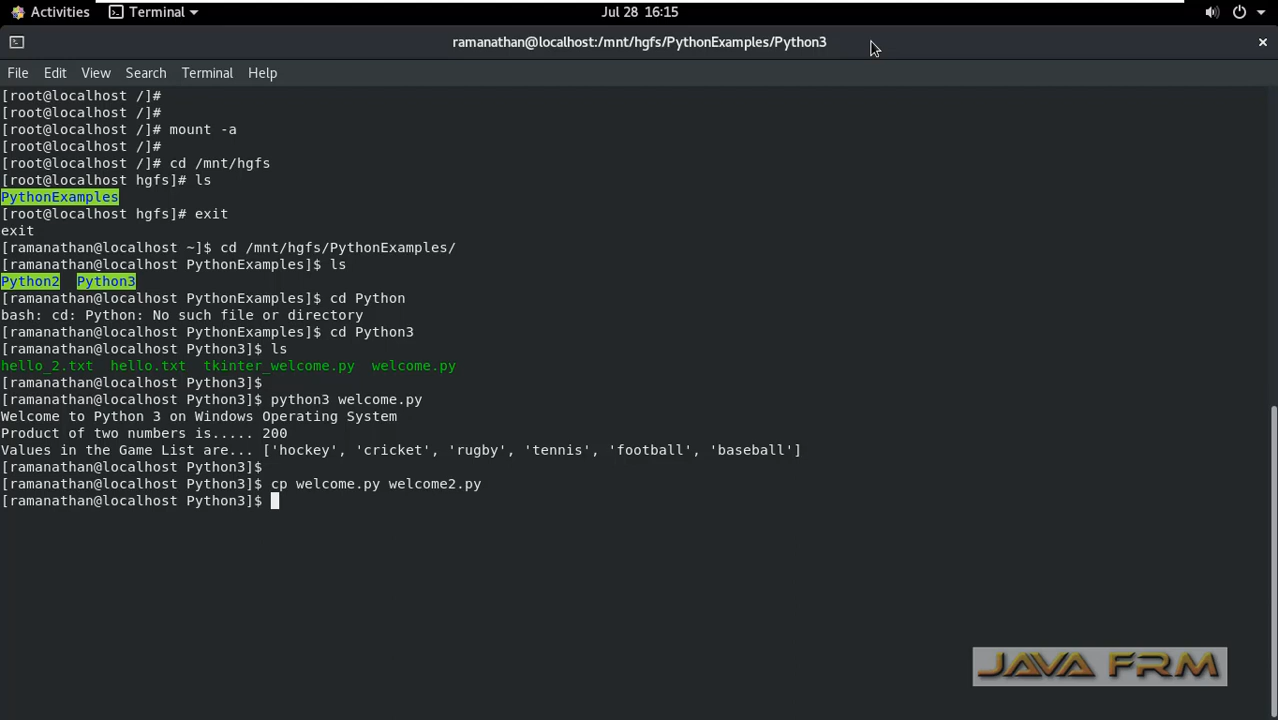 Activities Terminal Jul 28 16:15
ramanathan@localhost:/mnt/hgfs/PythonExamples/Python3
File Edit View Search Terminal Help
[root@localhost /]#
[root@localhost /]#
[root@localhost /]# mount -a
[root@localhost /]#
[root@localhost /]# cd /mnt/hgfs
[root@localhost hgfs]# ls
PythonExamples
[root@localhost hgfs]# exit
exit
[ramanathan@localhost ~]$ cd /mnt/hgfs/PythonExamples/
[ramanathan@localhost PythonExamples]$ ls
Python2 Python3
[ramanathan@localhost PythonExamples]$ cd Python
bash: cd: Python: No such file or directory
[ramanathan@localhost PythonExamples]$ cd Python3
[ramanathan@localhost Python3]$ ls
hello_2.txt hello.txt tkinter_welcome.py welcome.py
[ramanathan@localhost Python3]$
[ramanathan@localhost Python3]$ python3 welcome.py
Welcome to Python 3 on Windows Operating System
Product of two numbers is..... 200
Values in the Game List are... ['hockey', 'cricket', 'rugby', 'tennis', 'football', 'baseball']
[ramanathan@localhost Python3]$
[ramanathan@localhost Python3]$ cp welcome.py welcome2.py
[ramanathan@localhost Python3]$
JAVA FRM